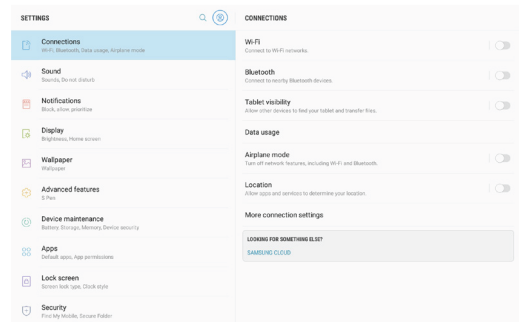 SETTINGS
Connections
Wi-Fi, Bluetooth, Data usage, Airplane mode
Sound
Sounds, Do not disturb
Notifications
Block, allow, prioritize
Display
Brightness, Home screen
Wallpaper
Wallpaper
Advanced features
S Pen
Device maintenance
Battery, Storage, Memory, Device security
Apps
Default apps, App permissions
Lock screen
Screen lock type, Clock style
Security
Find My Mobile, Secure Folder
CONNECTIONS
Wi-Fi
Connect to Wi-Fi networks.
Bluetooth
Connect to nearby Bluetooth devices.
Tablet visibility
Allow other devices to find your tablet and transfer files.
Data usage
Airplane mode
Turn off network features, including Wi-Fi and Bluetooth.
Location
Allow apps and services to determine your location.
More connection settings
LOOKING FOR SOMETHING ELSE?
SAMSUNG CLOUD